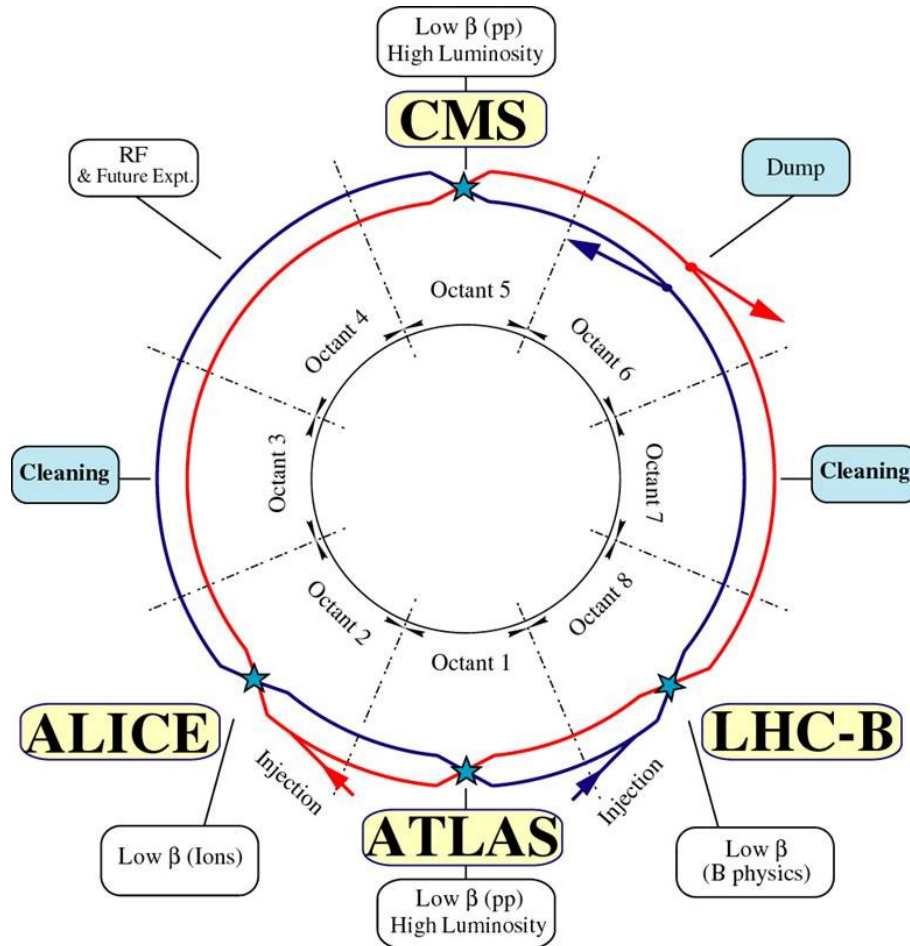 Low β (pp)
High Luminosity
CMS
RF
& Future Expt.
Dump
Octant 5
Octant 4
Octant 6
Cleaning
Octant 3
Octant 7
Cleaning
Octant 2
Octant 8
Octant 1
ALICE
LHC-B
Injection
Injection
ATLAS
Low β (Ions)
Low β
(B physics)
Low β (pp)
High Luminosity